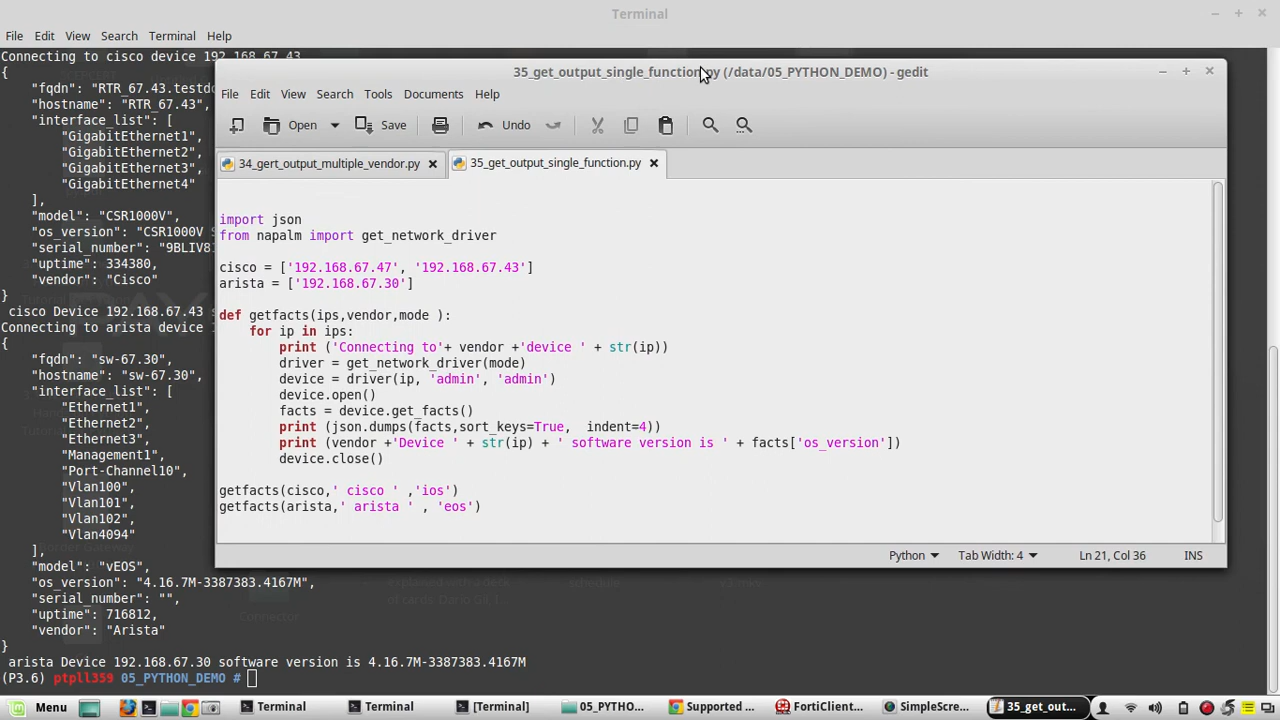 Terminal
File Edit View Search Terminal Help
Connecting to cisco device 192.168.67.43
{
"fqdn": "RTR_67.43.testdo
"hostname": "RTR_67.43",
"interface_list": [
"GigabitEthernet1",
"GigabitEthernet2",
"GigabitEthernet3",
"GigabitEthernet4"
],
"model": "CSR1000V",
"os_version": "CSR1000V S
"serial_number": "9BLIV81
"uptime": 334380,
"vendor": "Cisco"
}
cisco Device 192.168.67.43 s
Connecting to arista device 1
{
"fqdn": "sw-67.30",
"hostname": "sw-67.30",
"interface_list": [
"Ethernet1",
"Ethernet2",
"Ethernet3",
"Management1",
"Port-Channel10",
"Vlan100",
"Vlan101",
"Vlan102",
"Vlan4094"
],
"model": "vEOS",
"os_version": "4.16.7M-3387383.4167M",
"serial_number": "",
"uptime": 716812,
"vendor": "Arista"
}
arista Device 192.168.67.30 software version is 4.16.7M-3387383.4167M
(P3.6) ptpll359 05_PYTHON_DEMO #
35_get_output_single_function.py (/data/05_PYTHON_DEMO) - gedit
File Edit View Search Tools Documents Help
Open Save Undo
34_gert_output_multiple_vendor.py 35_get_output_single_function.py
import json
from napalm import get_network_driver
cisco = ['192.168.67.47', '192.168.67.43']
arista = ['192.168.67.30']
def getfacts(ips,vendor,mode ):
for ip in ips:
print ('Connecting to'+ vendor +'device ' + str(ip))
driver = get_network_driver(mode)
device = driver(ip, 'admin', 'admin')
device.open()
facts = device.get_facts()
print (json.dumps(facts,sort_keys=True,  indent=4))
print (vendor +'Device ' + str(ip) + ' software version is ' + facts['os_version'])
device.close()
getfacts(cisco,' cisco ' ,'ios')
getfacts(arista,' arista ' , 'eos')
Python Tab Width: 4 Ln 21, Col 36 INS
Connector
Menu Terminal Terminal [Terminal] 05_PYTHO... Supported ... FortiClient... SimpleScre... 35_get_out...